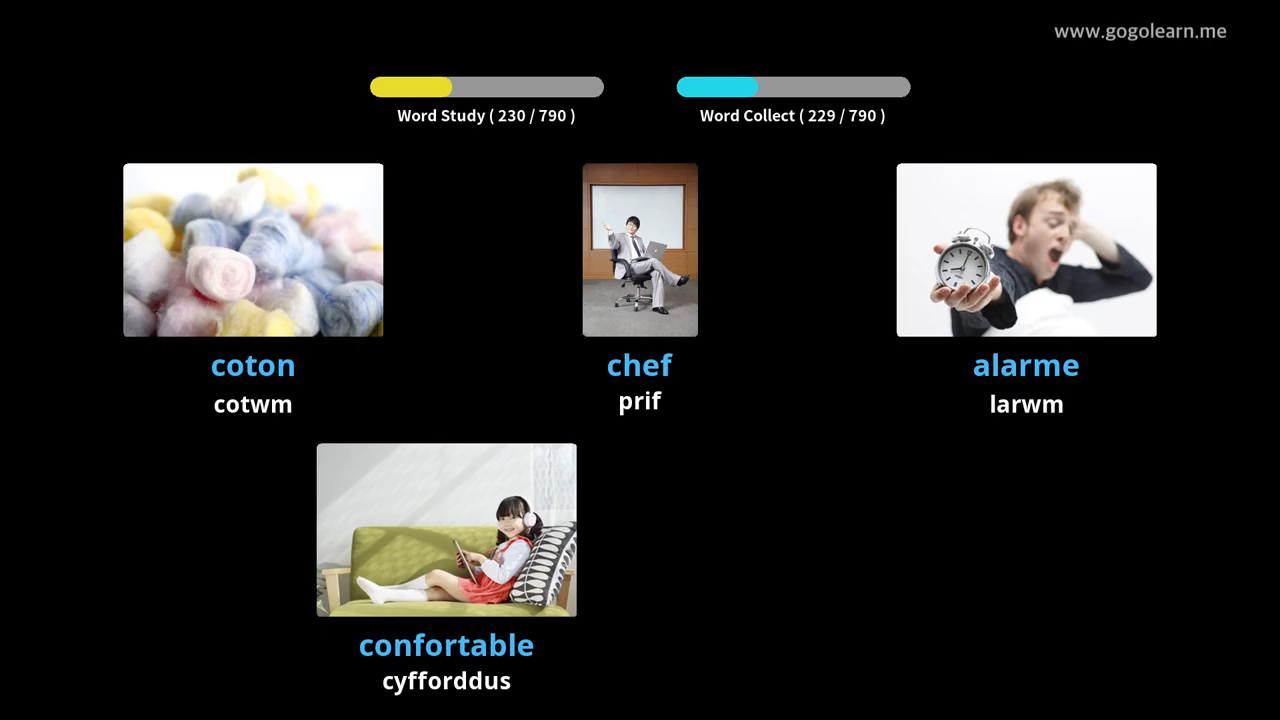 www.gogolearn.me
Word Study ( 230 / 790 )
Word Collect ( 229 / 790 )
coton
cotwm
chef
prif
alarme
larwm
confortable
cyfforddus